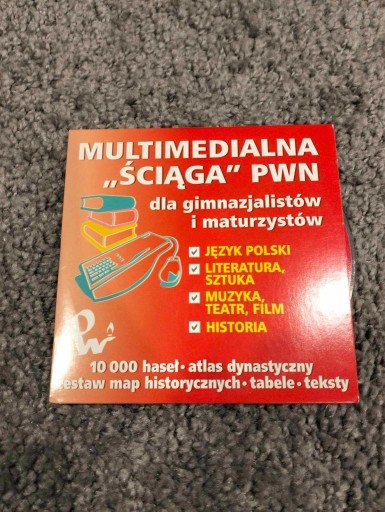 MULTIMEDIALNA
„ŚCIĄGA” PWN
dla gimnazjalistów
i maturzystów
JĘZYK POLSKI
LITERATURA,
SZTUKA
MUZYKA,
TEATR, FILM
HISTORIA
10 000 haseł • atlas dynastyczny
zestaw map historycznych • tabele • teksty